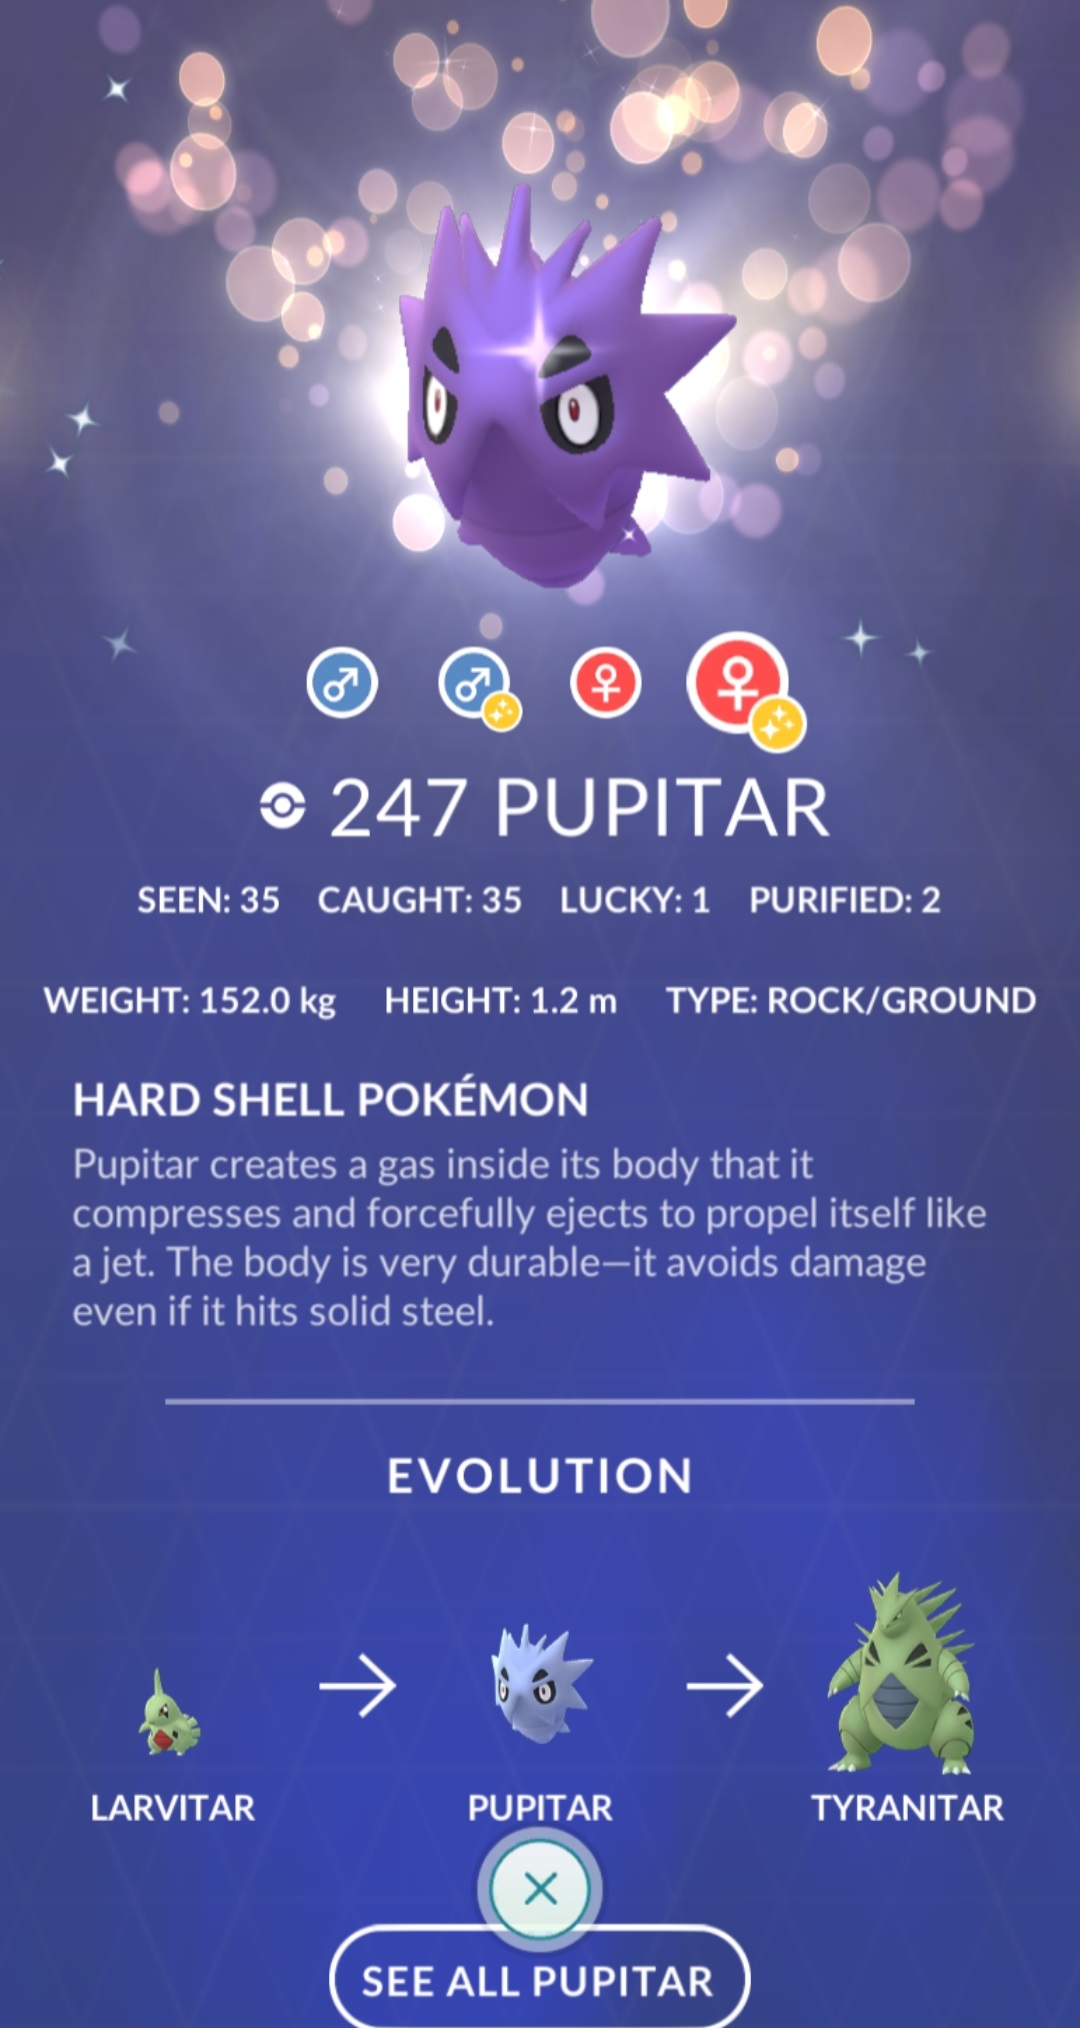 247 PUPITAR
SEEN: 35 CAUGHT: 35 LUCKY: 1 PURIFIED: 2
WEIGHT: 152.0 kg HEIGHT: 1.2 m TYPE: ROCK/GROUND
HARD SHELL POKÉMON
Pupitar creates a gas inside its body that it
compresses and forcefully ejects to propel itself like
a jet. The body is very durable—it avoids damage
even if it hits solid steel.
EVOLUTION
LARVITAR PUPITAR TYRANITAR
SEE ALL PUPITAR